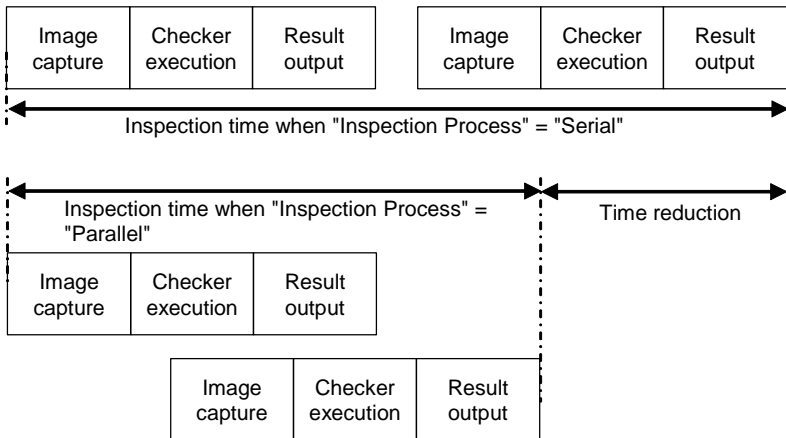 Image capture
Checker execution
Result output
Image capture
Checker execution
Result output
Inspection time when "Inspection Process" = "Serial"
Inspection time when "Inspection Process" =
"Parallel"
Time reduction
Image capture
Checker execution
Result output
Image capture
Checker execution
Result output